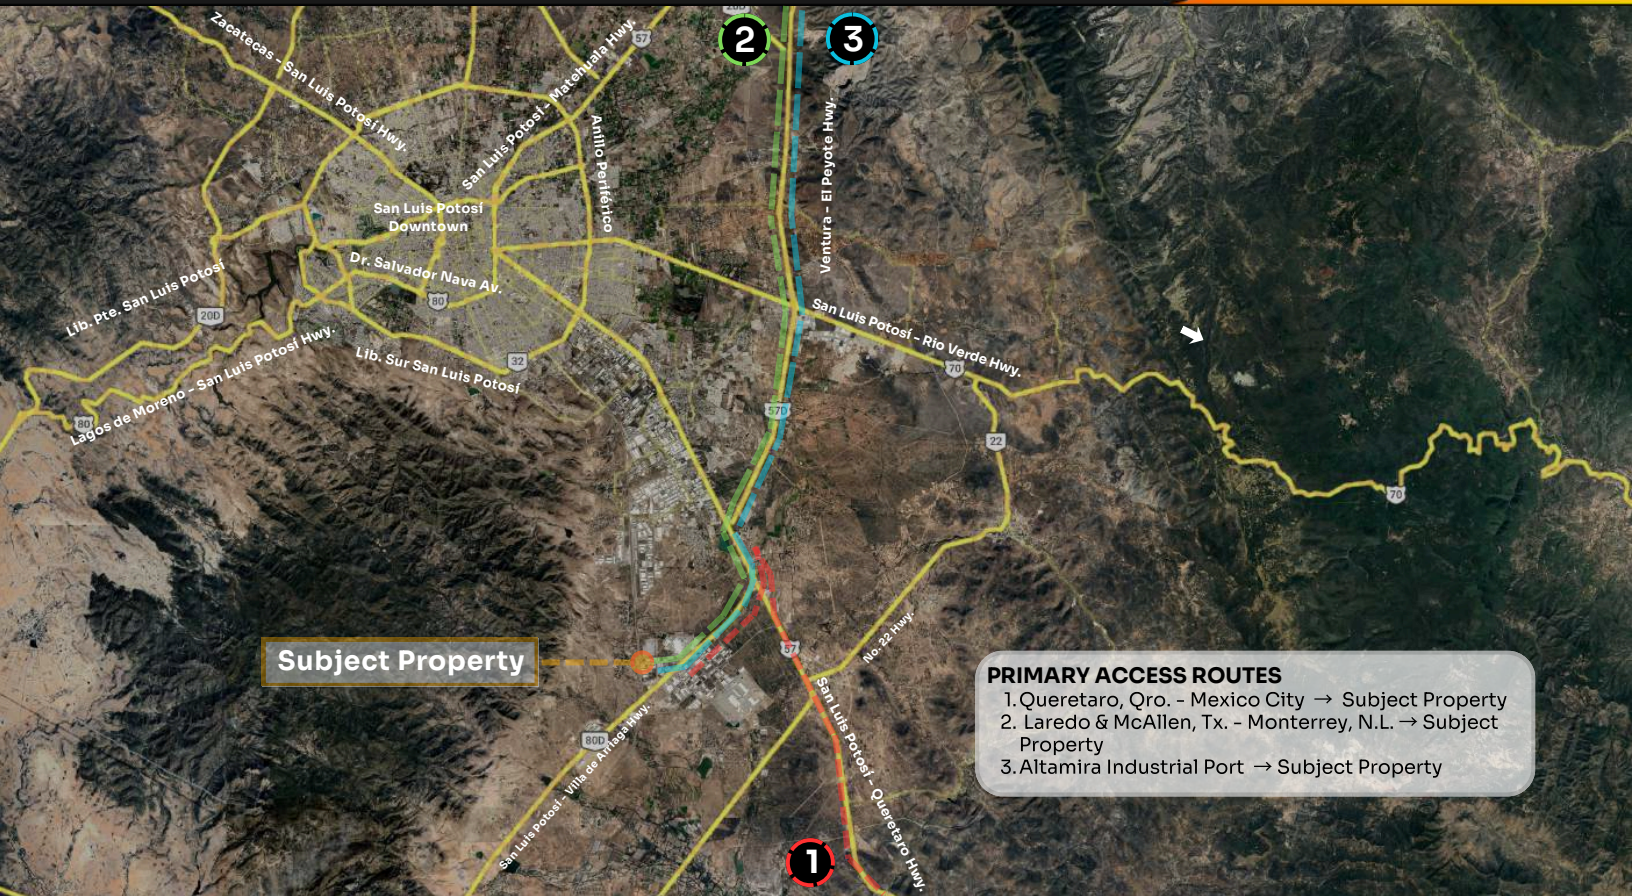 20D
2
3
Zacatecas - San Luis Potosí Hwy.
San Luis Potosí - Matehuala Hwy.
57
Anillo Periférico
Ventura - El Peyote Hwy.
San Luis Potosí
Downtown
Dr. Salvador Nava Av.
80
Lib. Pte. San Luis Potosí
20D
Lagos de Moreno - San Luis Potosí Hwy.
80
Lib. Sur San Luis Potosí
32
San Luis Potosí - Rio Verde Hwy.
70
57D
22
70
No. 22 Hwy.
57
Subject Property
San Luis Potosí - Queretaro Hwy.
80D
San Luis Potosí - Villa de Arriaga Hwy.
1
PRIMARY ACCESS ROUTES
1. Queretaro, Qro. - Mexico City → Subject Property
2. Laredo & McAllen, Tx. - Monterrey, N.L. → Subject
Property
3. Altamira Industrial Port → Subject Property